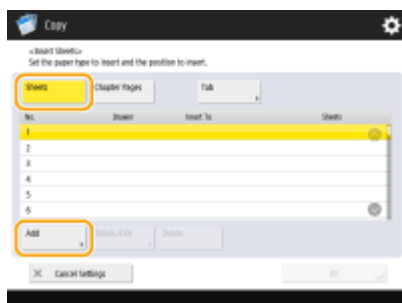 Copy
<Insert Sheets>
Set the paper type to insert and the position to insert.
Sheets
Chapter Pages
Tab
No. Drawer Insert To Sheets
1
2
3
4
5
6
Add
Details/Edit
Delete
× Cancel Settings
OK